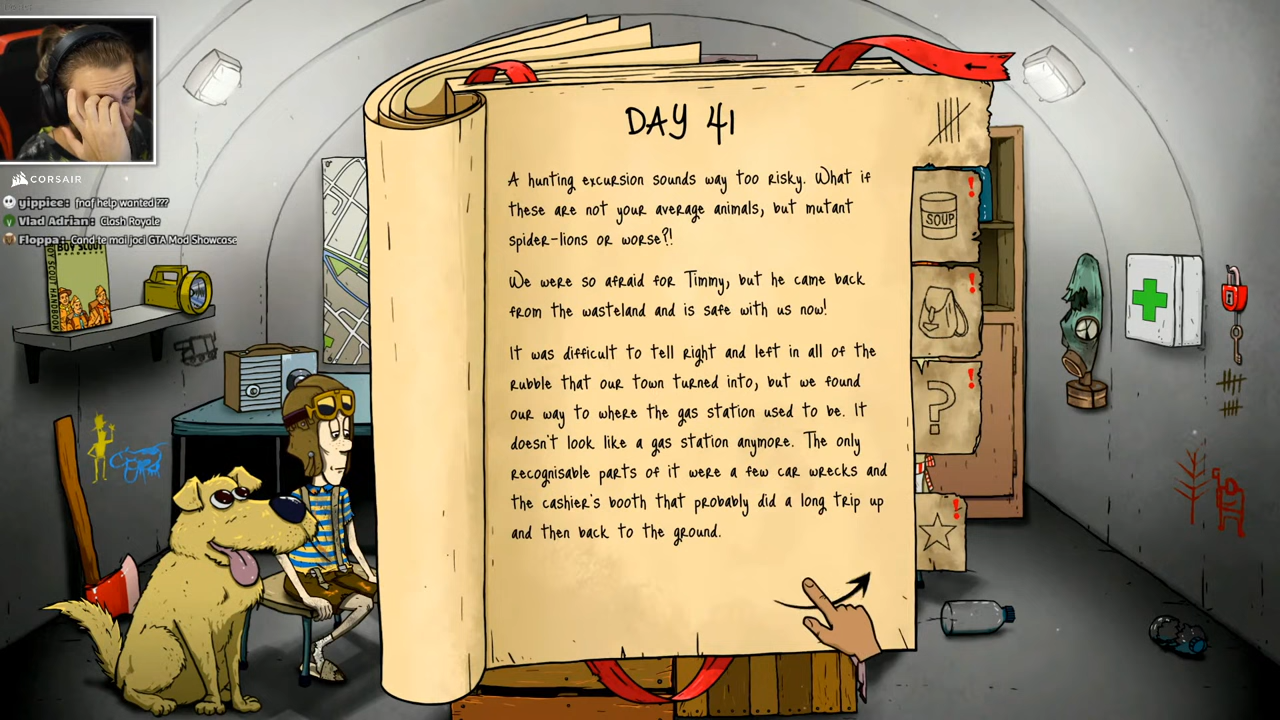 DAY 41
A hunting excursion sounds way too risky. What if
these are not your average animals, but mutant
spider-lions or worse?!
We were so afraid for Timmy, but he came back
from the wasteland and is safe with us now!
It was difficult to tell right and left in all of the
rubble that our town turned into, but we found
our way to where the gas station used to be. It
doesn't look like a gas station anymore. The only
recognisable parts of it were a few car wrecks and
the cashier's booth that probably did a long trip up
and then back to the ground.
CORSAIR
yippiee: fnaf help wanted ???
Vlad Adrian: Clash Royale
Floppa: Cand te mai joci GTA Mod Showcase
BOY SCOUT
BOY SCOUT HANDBOOK
SOUP
!
!
?
!
!